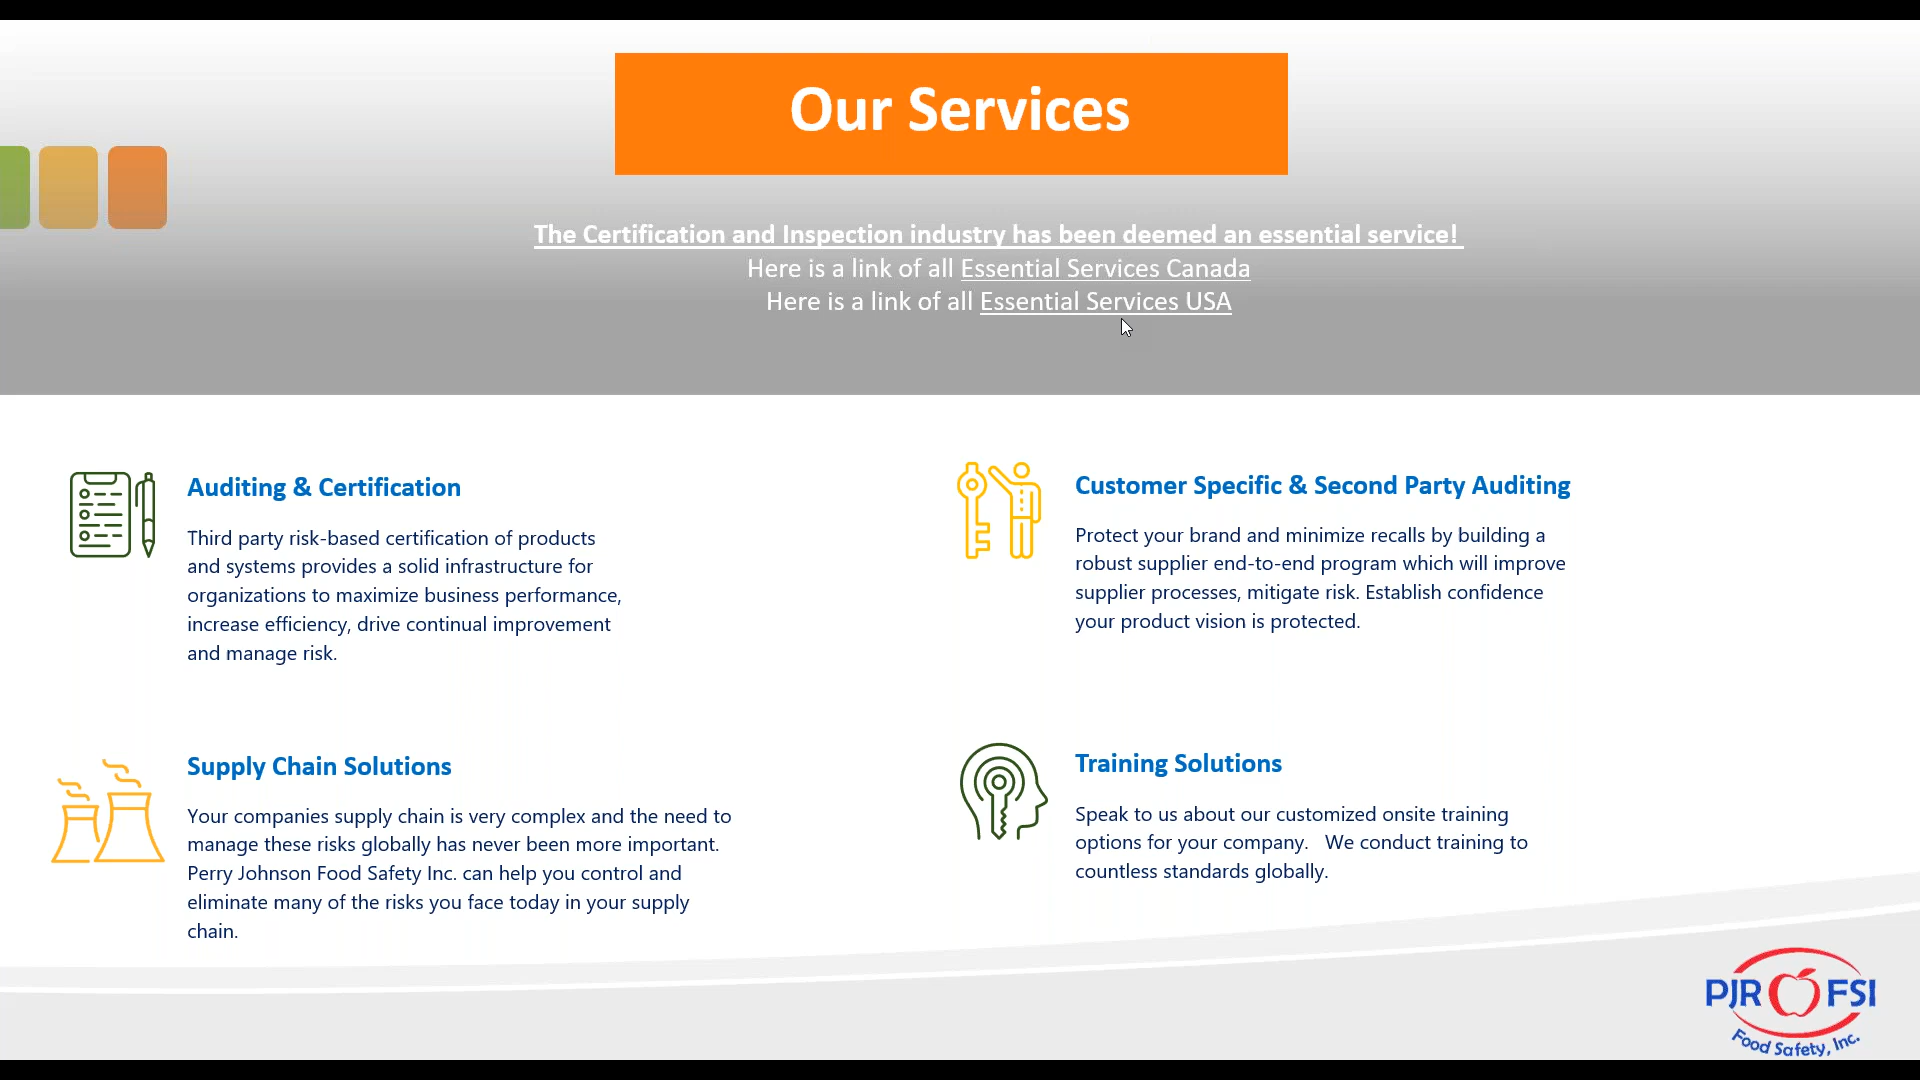 Our Services
The Certification and Inspection industry has been deemed an essential service!
Here is a link of all Essential Services Canada
Here is a link of all Essential Services USA
Auditing & Certification
Third party risk-based certification of products
and systems provides a solid infrastructure for
organizations to maximize business performance,
increase efficiency, drive continual improvement
and manage risk.
Customer Specific & Second Party Auditing
Protect your brand and minimize recalls by building a
robust supplier end-to-end program which will improve
supplier processes, mitigate risk. Establish confidence
your product vision is protected.
Supply Chain Solutions
Your companies supply chain is very complex and the need to
manage these risks globally has never been more important.
Perry Johnson Food Safety Inc. can help you control and
eliminate many of the risks you face today in your supply
chain.
Training Solutions
Speak to us about our customized onsite training
options for your company.   We conduct training to
countless standards globally.
PJR FSI
Food Safety, Inc.